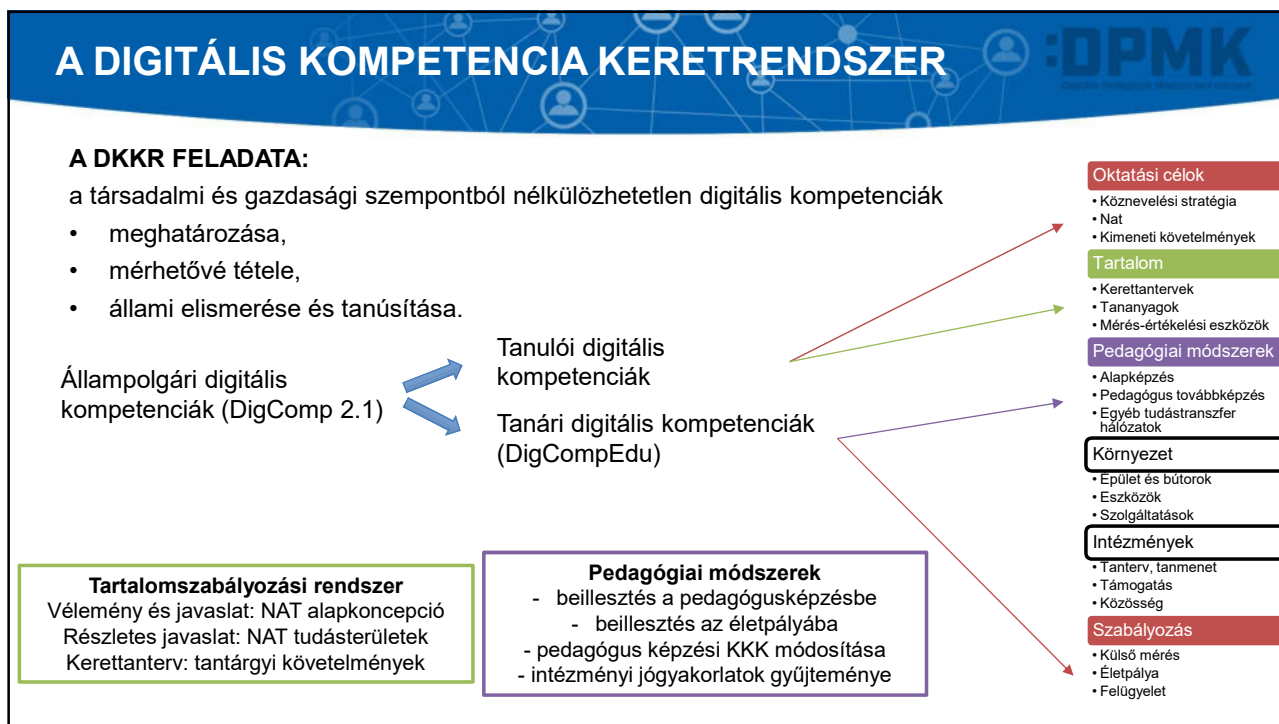 A DIGITÁLIS KOMPETENCIA KERETRENDSZER
:DPMK
A DKKR FELADATA:
a társadalmi és gazdasági szempontból nélkülözhetetlen digitális kompetenciák
• meghatározása,
• mérhetővé tétele,
• állami elismerése és tanúsítása.
Állampolgári digitális
kompetenciák (DigComp 2.1)
Tanulói digitális
kompetenciák
Tanári digitális kompetenciák
(DigCompEdu)
Tartalomszabályozási rendszer
Vélemény és javaslat: NAT alapkoncepció
Részletes javaslat: NAT tudásterületek
Kerettanterv: tantárgyi követelmények
Pedagógiai módszerek
- beillesztés a pedagógusképzésbe
- beillesztés az életpályába
- pedagógus képzési KKK módosítása
- intézményi jógyakorlatok gyűjteménye
Oktatási célok
• Köznevelési stratégia
• Nat
• Kimeneti követelmények
Tartalom
• Kerettantervek
• Tananyagok
• Mérés-értékelési eszközök
Pedagógiai módszerek
• Alapképzés
• Pedagógus továbbképzés
• Egyéb tudástranszfer
hálózatok
Környezet
• Épület és bútorok
• Eszközök
• Szolgáltatások
Intézmények
• Tanterv, tanmenet
• Támogatás
• Közösség
Szabályozás
• Külső mérés
• Életpálya
• Felügyelet